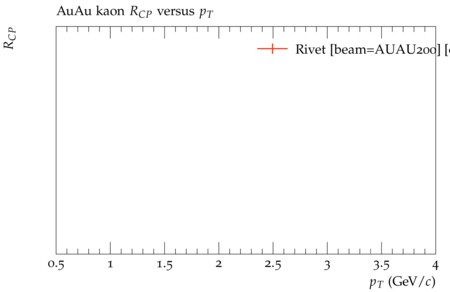 AuAu kaon R_CP versus p_T
R_CP
Rivet [beam=AUAU200] [
0.5 1 1.5 2 2.5 3 3.5 4
p_T (GeV/c)